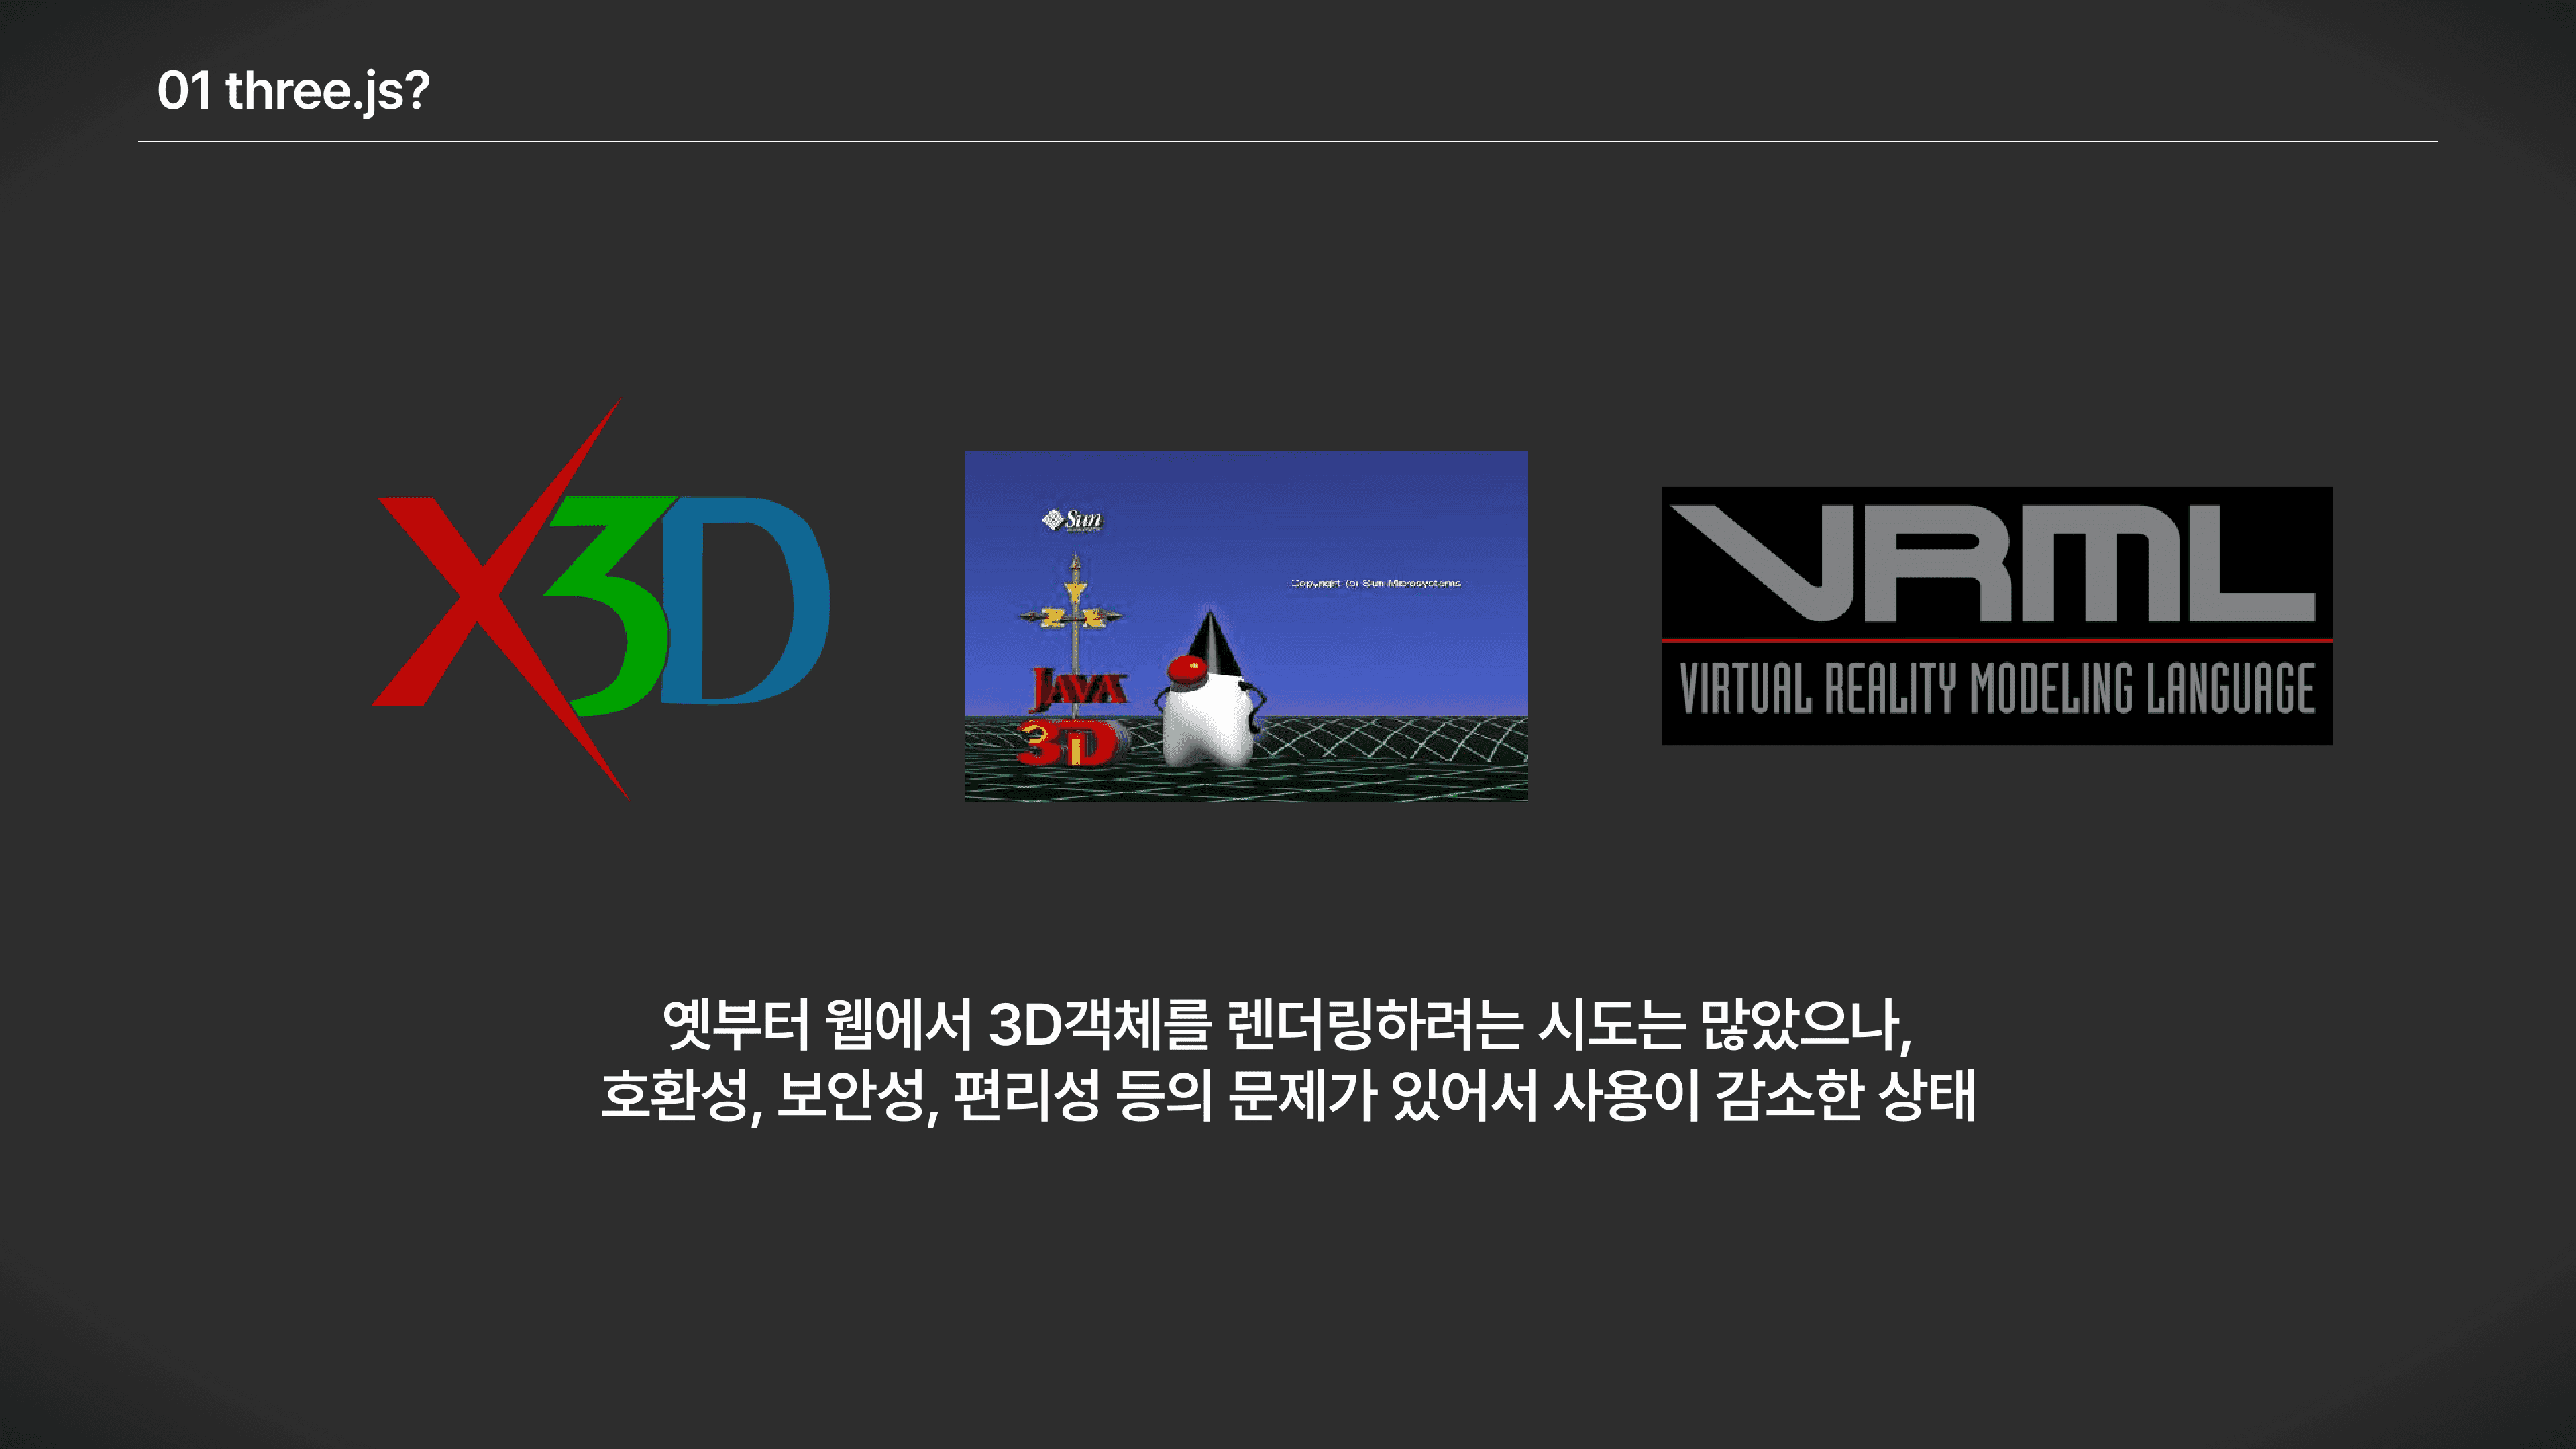 01 three.js?
X3D
Sun
Copyright (c) Sun Microsystems
Y
Z X
JAVA
3D
VRML
VIRTUAL REALITY MODELING LANGUAGE
옛부터 웹에서 3D객체를 렌더링하려는 시도는 많았으나,
호환성, 보안성, 편리성 등의 문제가 있어서 사용이 감소한 상태